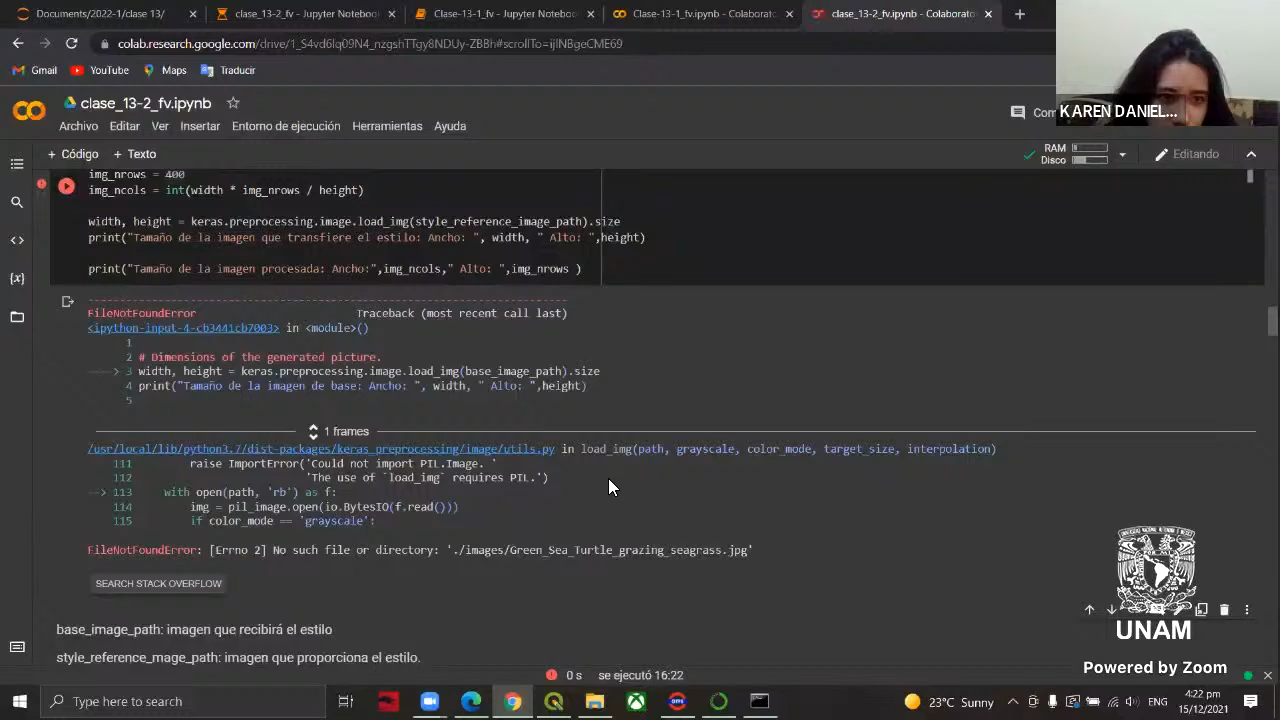 Documents/2022-1/clase 13/
clase_13-2_fv - Jupyter Noteboo
Clase-13-1_fv - Jupyter Notebook
Clase-13-1_fv.ipynb - Colaborato
clase_13-2_fv.ipynb - Colaborato
colab.research.google.com/drive/1_S4vd6Iq09N4_nzgshTTgy8NDUy-ZBBh#scrollTo=ijINBgeCME69
Gmail
YouTube
Maps
Traducir
clase_13-2_fv.ipynb
KAREN DANIEL...
Archivo Editar Ver Insertar Entorno de ejecución Herramientas Ayuda
+ Código + Texto
RAM
Disco
Editando
img_nrows = 400
img_ncols = int(width * img_nrows / height)
width, height = keras.preprocessing.image.load_img(style_reference_image_path).size
print("Tamaño de la imagen que transfiere el estilo: Ancho: ", width, " Alto: ",height)
print("Tamaño de la imagen procesada: Ancho:",img_ncols," Alto: ",img_nrows )
---------------------------------------------------------------------------
FileNotFoundError Traceback (most recent call last)
<ipython-input-4-cb3441cb7003> in <module>()
1
2 # Dimensions of the generated picture.
----> 3 width, height = keras.preprocessing.image.load_img(base_image_path).size
4 print("Tamaño de la imagen de base: Ancho: ", width, " Alto: ",height)
5
1 frames
/usr/local/lib/python3.7/dist-packages/keras_preprocessing/image/utils.py in load_img(path, grayscale, color_mode, target_size, interpolation)
111 raise ImportError('Could not import PIL.Image. '
112 'The use of `load_img` requires PIL.')
--> 113 with open(path, 'rb') as f:
114 img = pil_image.open(io.BytesIO(f.read()))
115 if color_mode == 'grayscale':
FileNotFoundError: [Errno 2] No such file or directory: './images/Green_Sea_Turtle_grazing_seagrass.jpg'
SEARCH STACK OVERFLOW
base_image_path: imagen que recibirá el estilo
style_reference_mage_path: imagen que proporciona el estilo.
UNAM
Powered by Zoom
0 s se ejecutó 16:22
Type here to search
23°C Sunny
ENG
4:22 pm
15/12/2021